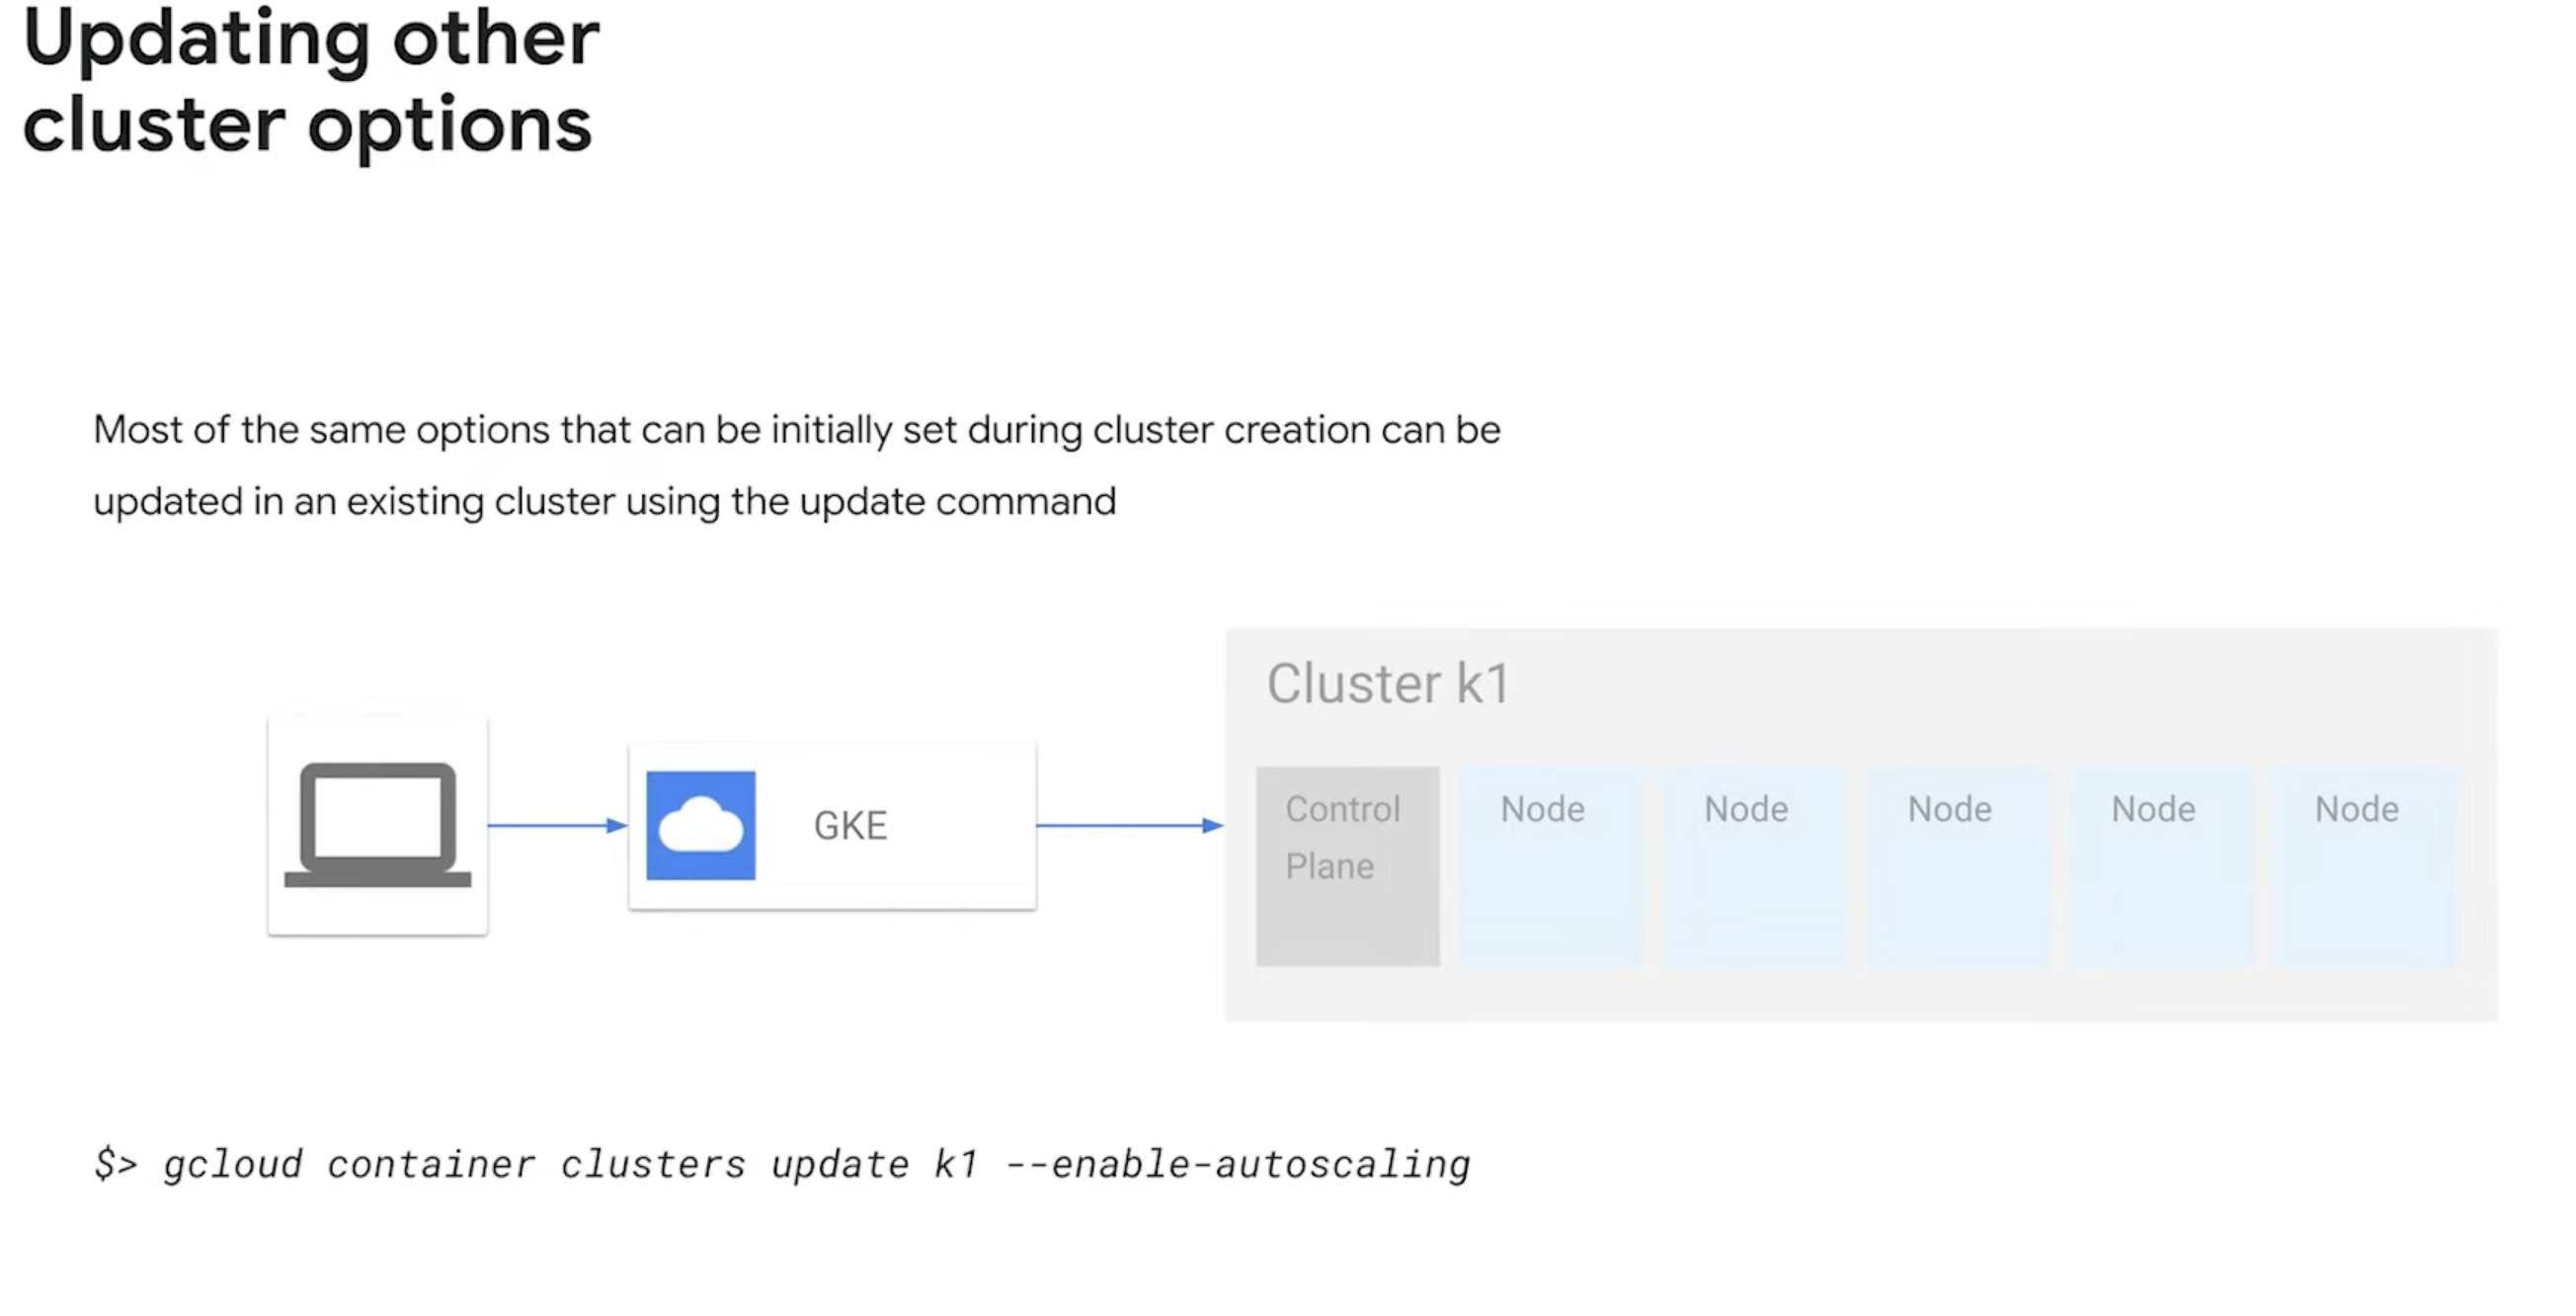 Updating other
cluster options
Most of the same options that can be initially set during cluster creation can be
updated in an existing cluster using the update command
Cluster k1
GKE
Control
Plane
Node
Node
Node
Node
Node
$> gcloud container clusters update k1 --enable-autoscaling